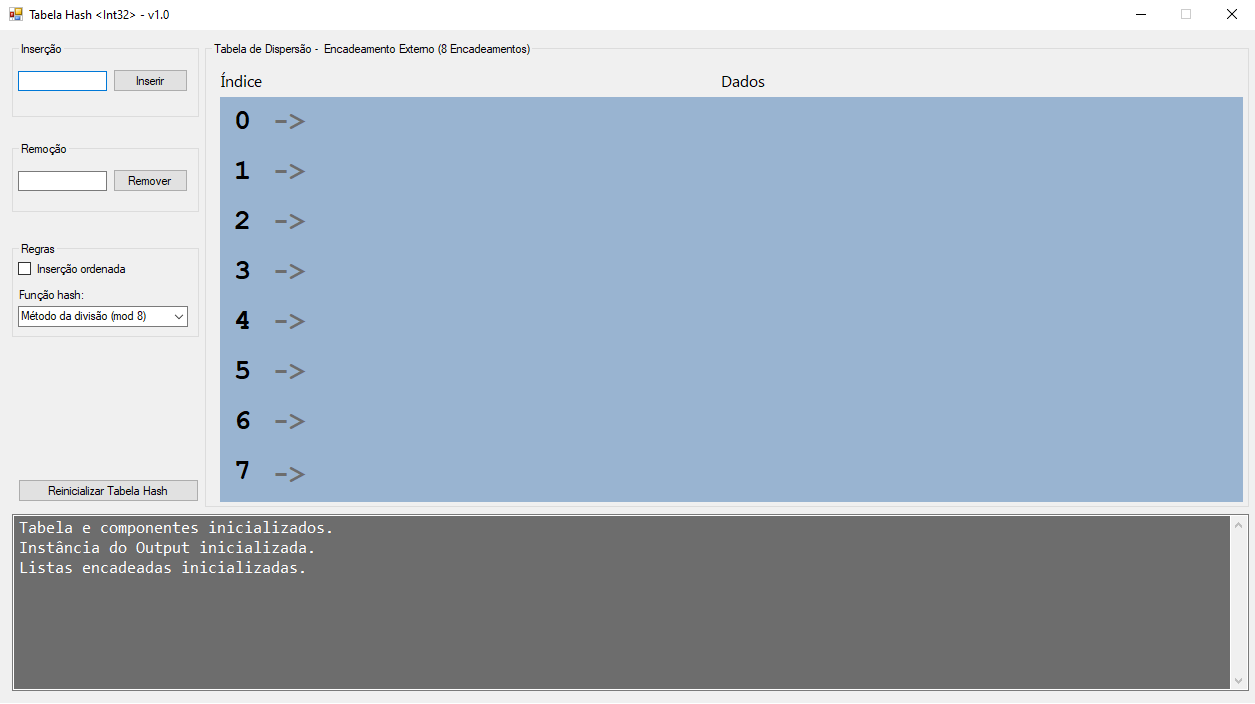 Tabela Hash <Int32> - v1.0
Inserção
Inserir
Remoção
Remover
Regras
Inserção ordenada
Função hash:
Método da divisão (mod 8)
Reinicializar Tabela Hash
Tabela de Dispersão - Encadeamento Externo (8 Encadeamentos)
Índice Dados
0 ->
1 ->
2 ->
3 ->
4 ->
5 ->
6 ->
7 ->
Tabela e componentes inicializados.
Instância do Output inicializada.
Listas encadeadas inicializadas.